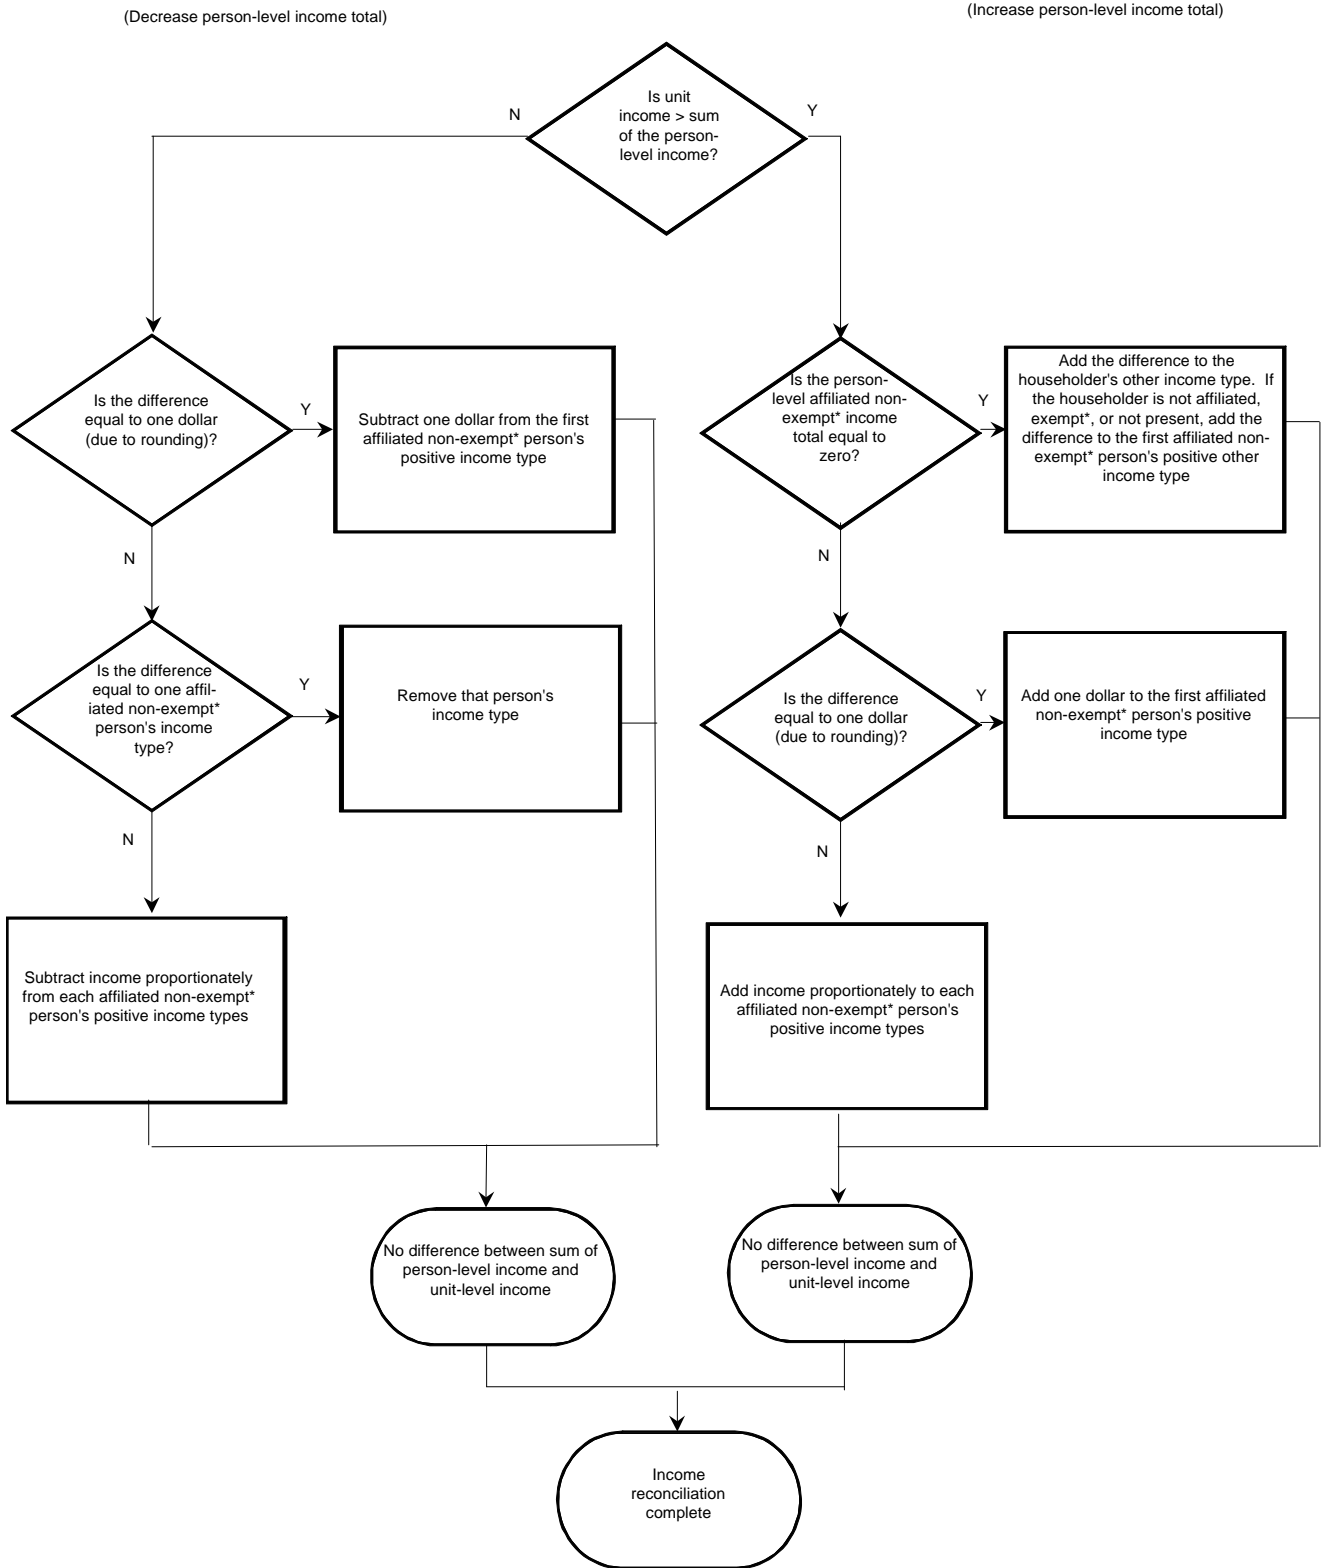 (Decrease person-level income total)
(Increase person-level income total)
Is unit
income > sum
of the person-
level income?
N
Y
Is the difference
equal to one dollar
(due to rounding)?
Y
Subtract one dollar from the first
affiliated non-exempt* person's
positive income type
Is the person-
level affiliated non-
exempt* income
total equal to
zero?
Y
Add the difference to the
householder's other income type.  If
the householder is not affiliated,
exempt*, or not present, add the
difference to the first affiliated non-
exempt* person's positive other
income type
N
N
Is the difference
equal to one affil-
iated non-exempt*
person's income
type?
Y
Remove that person's
income type
Is the difference
equal to one dollar
(due to rounding)?
Y
Add one dollar to the first affiliated
non-exempt* person's positive
income type
N
N
Subtract income proportionately
from each affiliated non-exempt*
person's positive income types
Add income proportionately to each
affiliated non-exempt* person's
positive income types
No difference between sum of
person-level income and
unit-level income
No difference between sum of
person-level income and
unit-level income
Income
reconciliation
complete